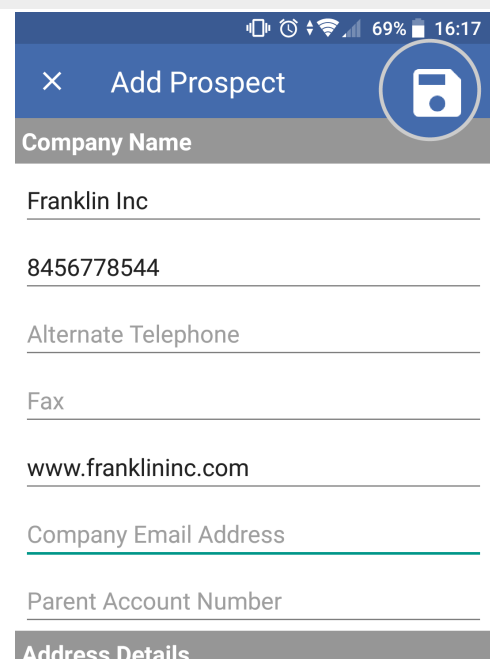 69% 16:17
Add Prospect
Company Name
Franklin Inc
8456778544
Alternate Telephone
Fax
www.franklininc.com
Company Email Address
Parent Account Number
Address Details